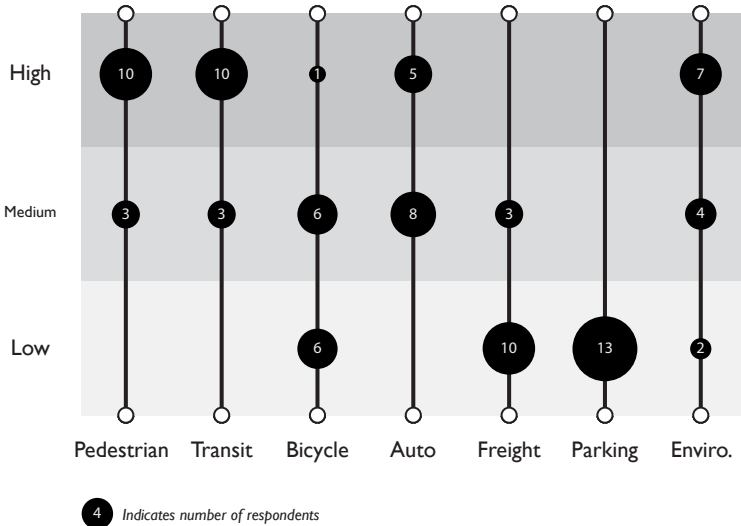 High 10 10 1 5 7
Medium 3 3 6 8 3 4
Low 6 10 13 2
Pedestrian Transit Bicycle Auto Freight Parking Enviro.
4 Indicates number of respondents